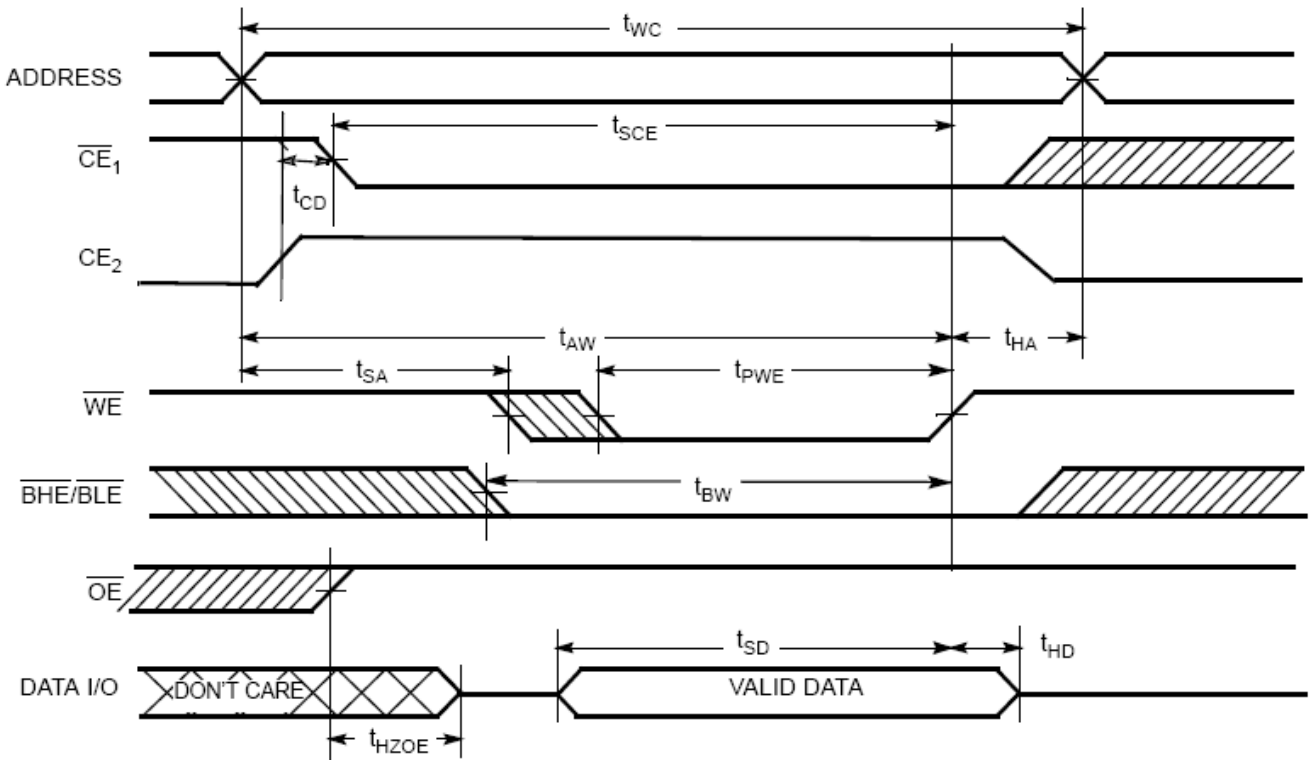 tWC
ADDRESS
tSCE
CE1
tCD
CE2
tAW
tHA
tSA
tPWE
WE
BHE/BLE
tBW
OE
tSD
tHD
DATA I/O
DON'T CARE
VALID DATA
tHZOE